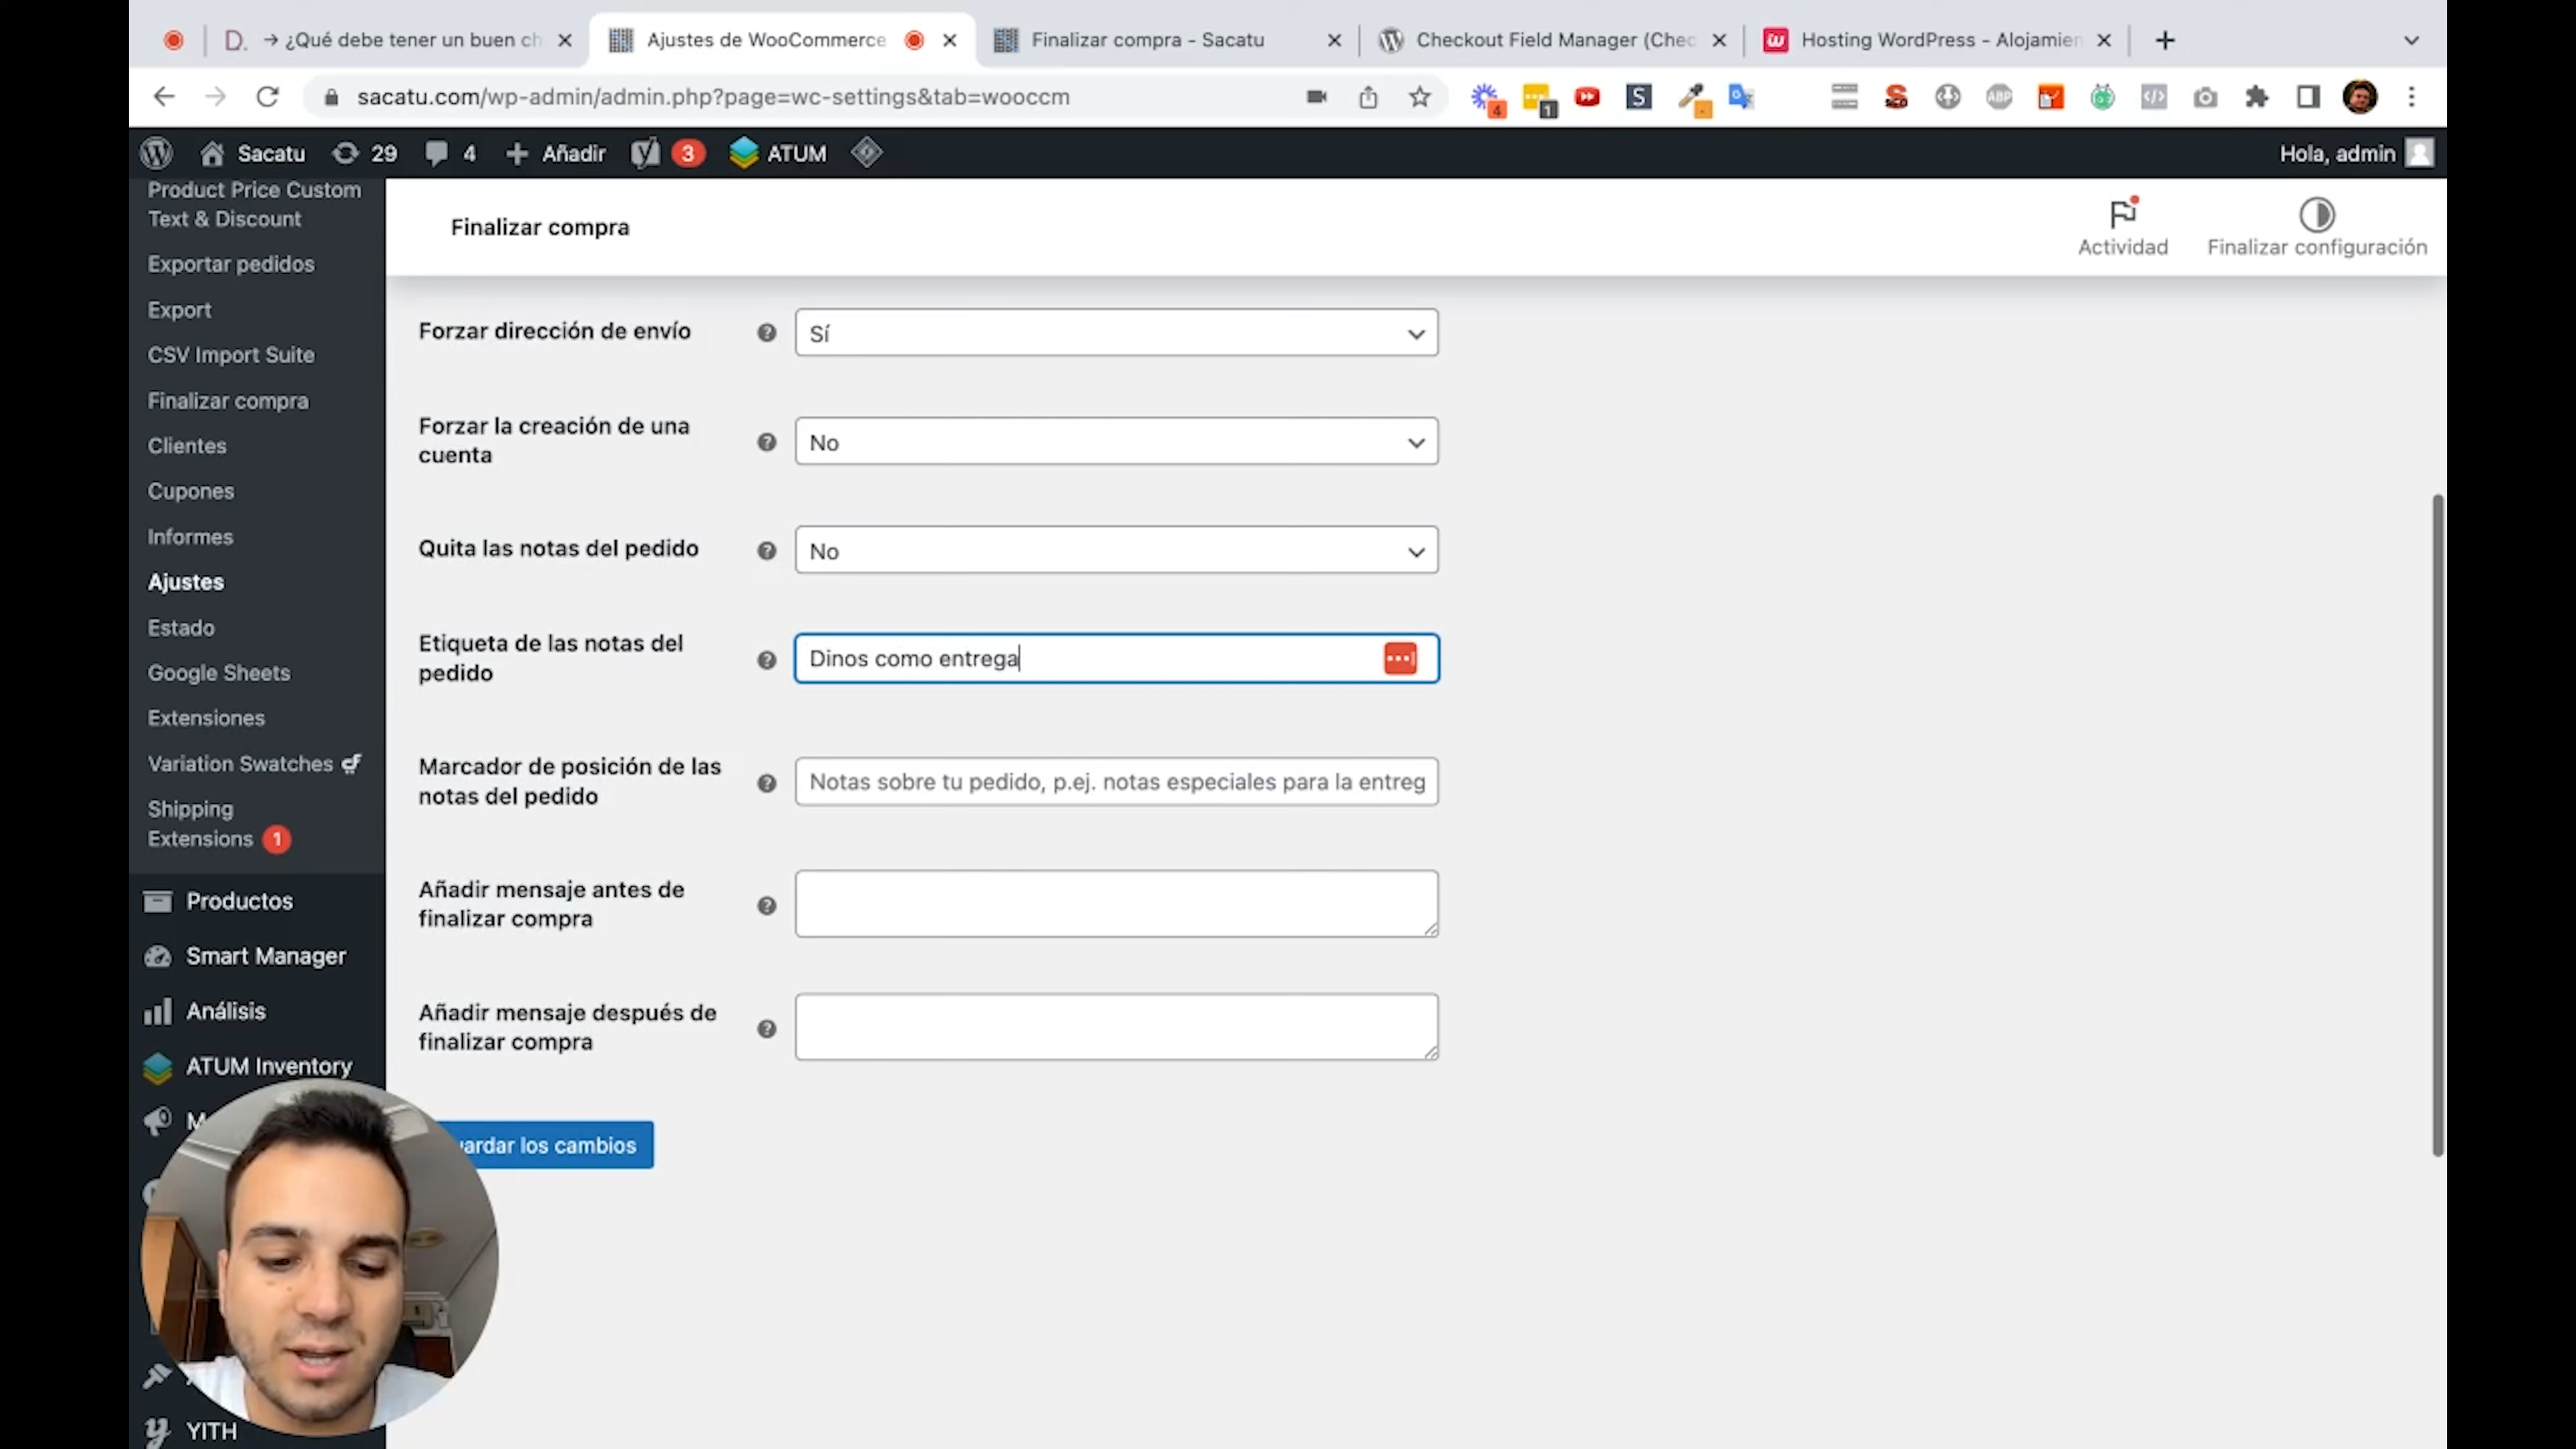 D. → ¿Qué debe tener un buen ch
Ajustes de WooCommerce
Finalizar compra - Sacatu
Checkout Field Manager (Chec
Hosting WordPress - Alojamien
sacatu.com/wp-admin/admin.php?page=wc-settings&tab=wooccm
4
1
S
ABP
Sacatu
29
4
Añadir
3
ATUM
Hola, admin
Product Price Custom
Text & Discount
Exportar pedidos
Export
CSV Import Suite
Finalizar compra
Clientes
Cupones
Informes
Ajustes
Estado
Google Sheets
Extensiones
Variation Swatches
Shipping
Extensions 1
Productos
Smart Manager
Análisis
ATUM Inventory
YITH
Finalizar compra
Actividad
Finalizar configuración
Forzar dirección de envío
Sí
Forzar la creación de una
cuenta
No
Quita las notas del pedido
No
Etiqueta de las notas del
pedido
Dinos como entrega
Marcador de posición de las
notas del pedido
Notas sobre tu pedido, p.ej. notas especiales para la entreg
Añadir mensaje antes de
finalizar compra
Añadir mensaje después de
finalizar compra
uardar los cambios